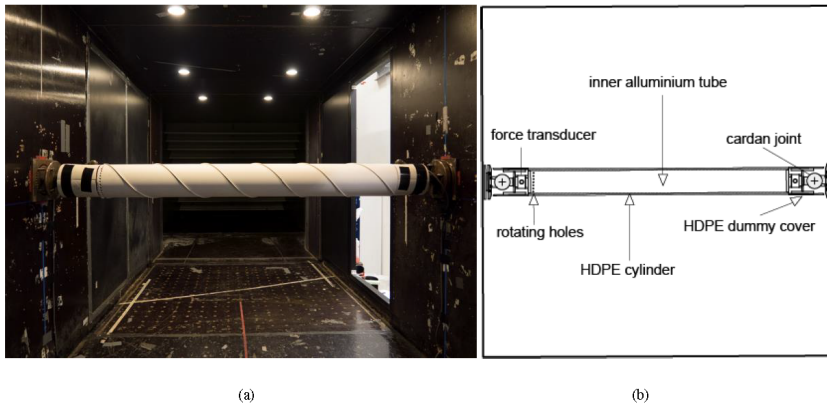 inner alluminium tube
force transducer
cardan joint
rotating holes
HDPE dummy cover
HDPE cylinder
(a)
(b)